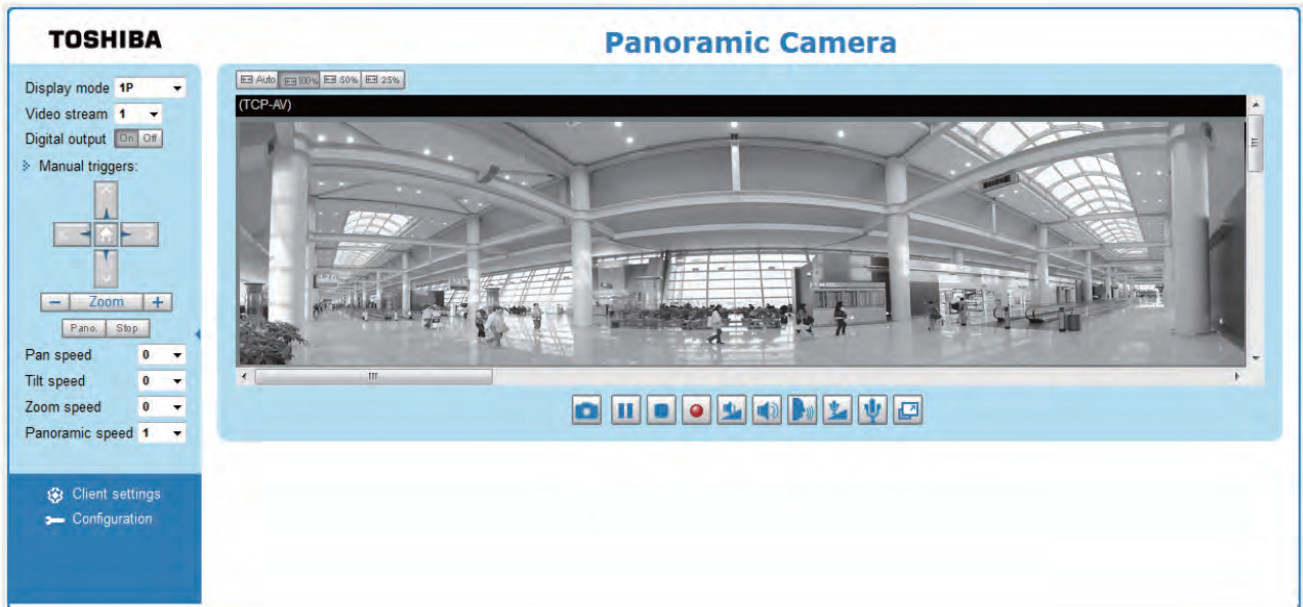 TOSHIBA
Panoramic Camera
Display mode 1P
Video stream 1
Digital output On Off
Manual triggers:
Zoom
Pano. Stop
Pan speed 0
Tilt speed 0
Zoom speed 0
Panoramic speed 1
Client settings
Configuration
Auto 100% 50% 25%
(TCP-AV)